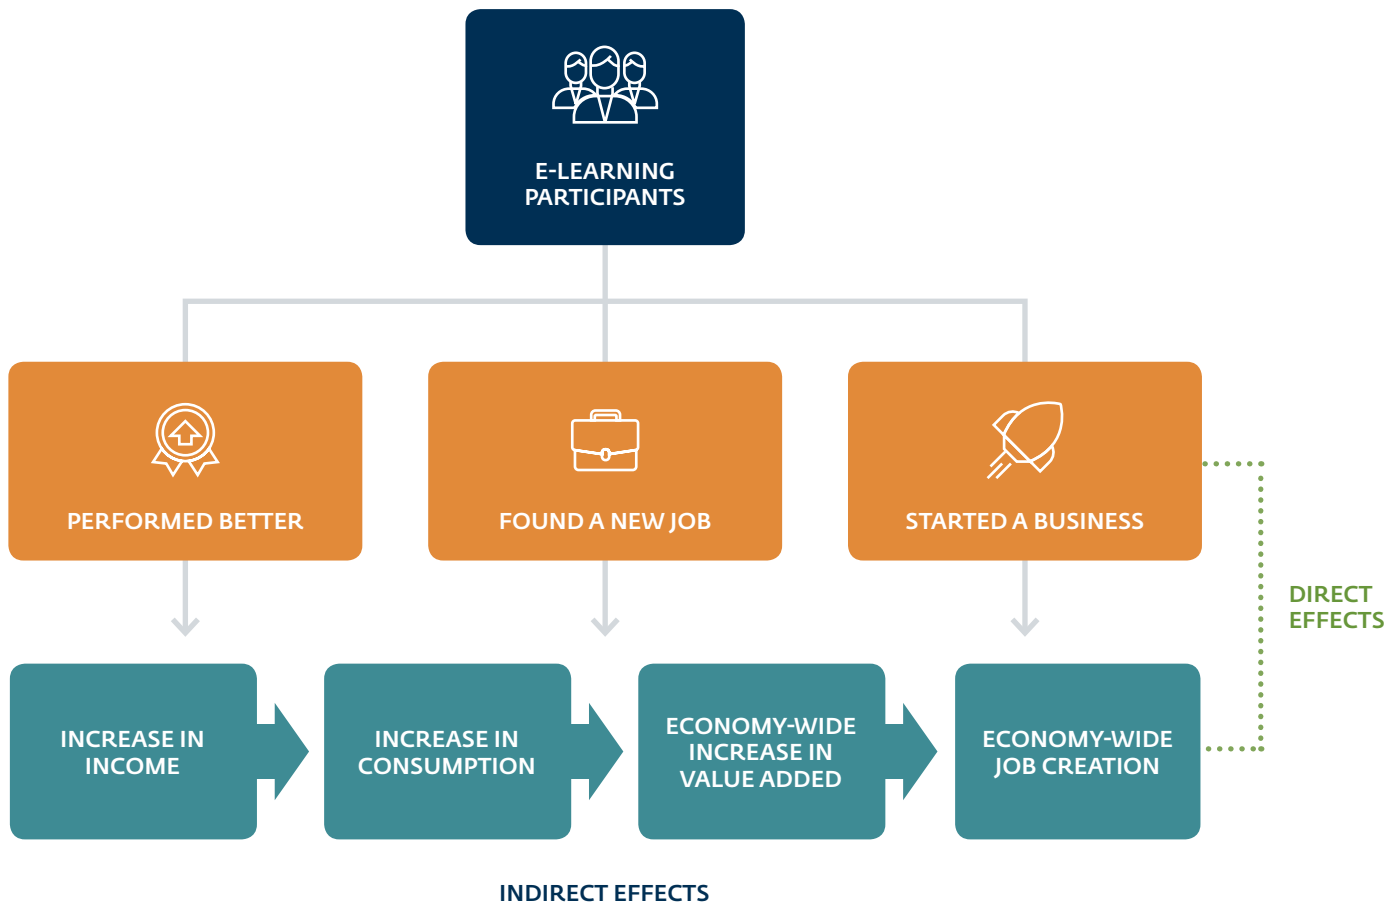 E-LEARNING
PARTICIPANTS
PERFORMED BETTER
FOUND A NEW JOB
STARTED A BUSINESS
DIRECT
EFFECTS
INCREASE IN
INCOME
INCREASE IN
CONSUMPTION
ECONOMY-WIDE
INCREASE IN
VALUE ADDED
ECONOMY-WIDE
JOB CREATION
INDIRECT EFFECTS